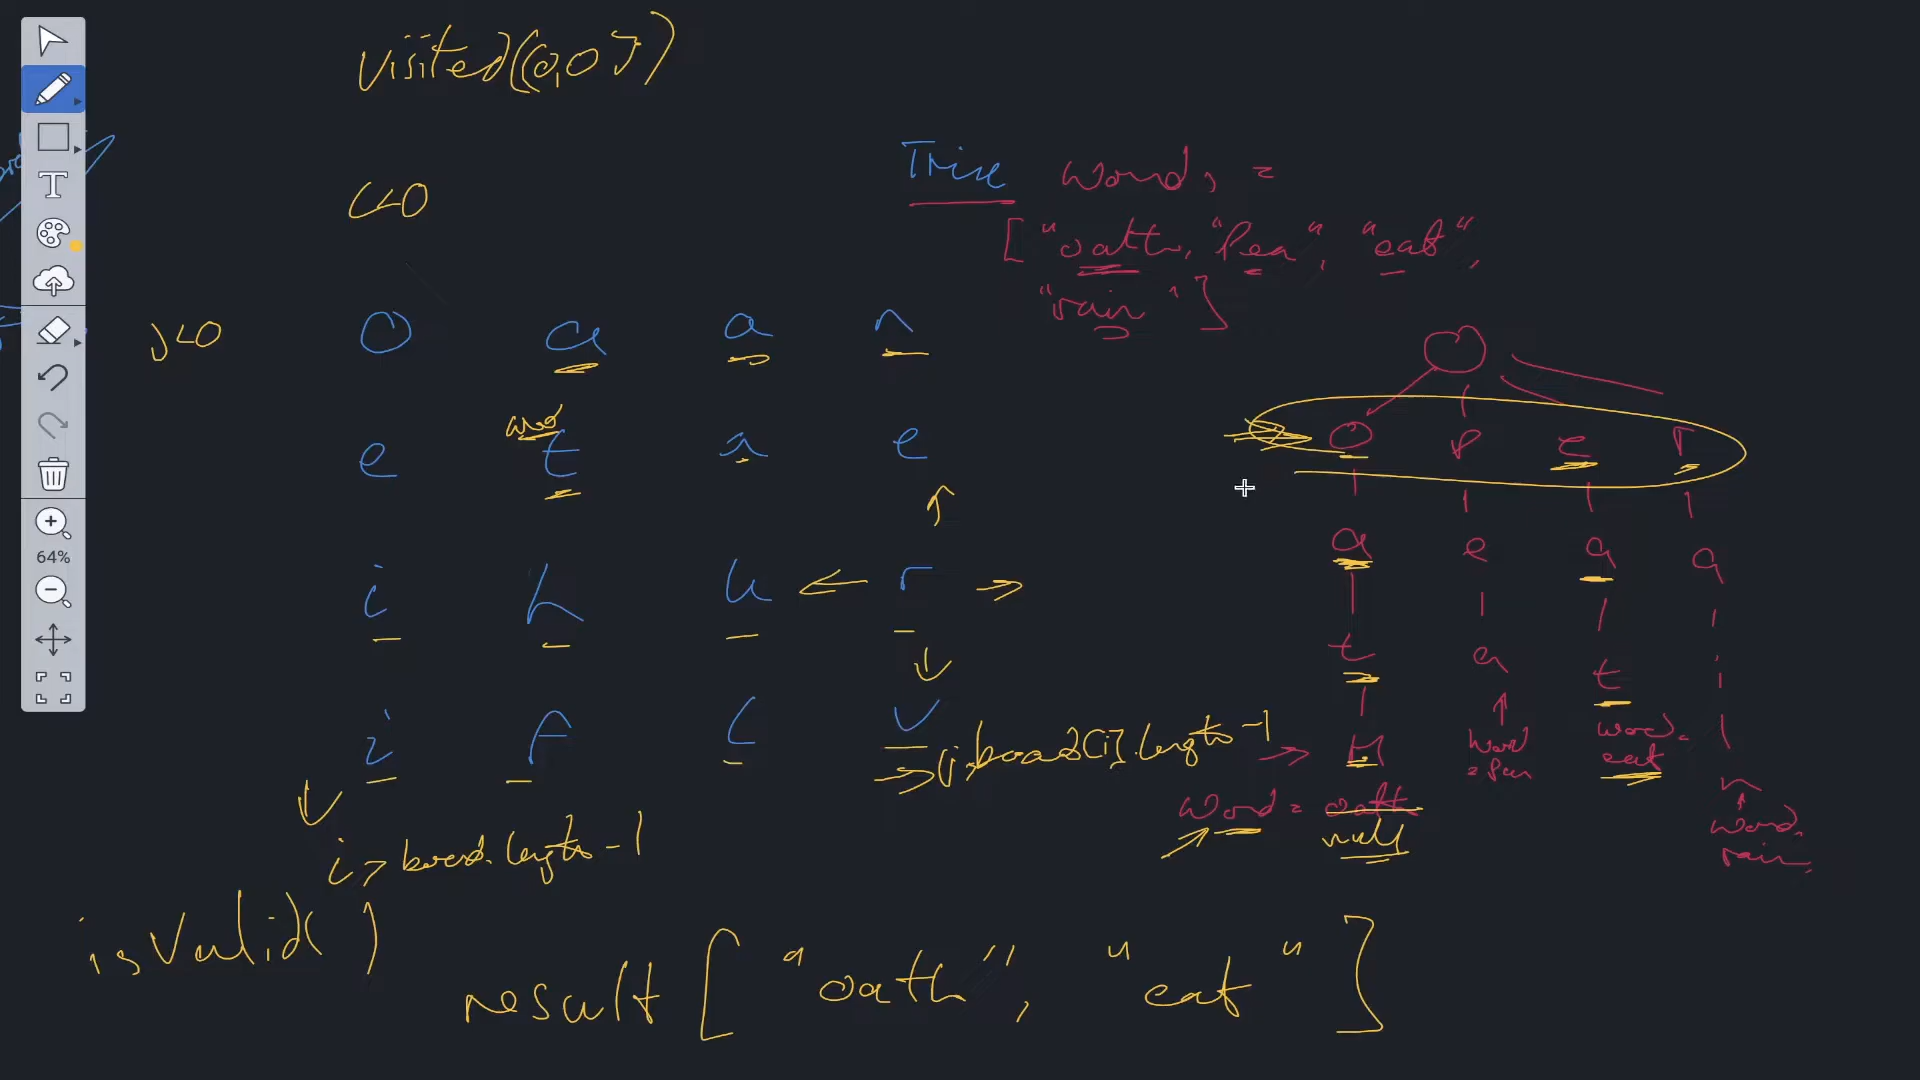 visited(0,0)
Trie words =
["oath", "Pea", "eat",
"rain"]
i<0
j<0
o a a n
e t a e
i h k r
i f l v
j>board[i].length-1
i > board.length-1
isValid( )
result ["oath", "eat"]
o p e r
a e a a
t a t i
H
word = oath
null
word
= Pea
word.
eat
n
word.
rain
64%
T